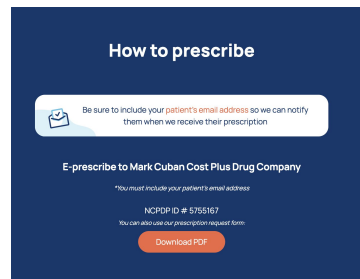 How to prescribe
Be sure to include your patient's email address so we can notify
them when we receive their prescription
E-prescribe to Mark Cuban Cost Plus Drug Company
*You must include your patient's email address
NCPDP ID # 5755167
You can also use our prescription request form:
Download PDF